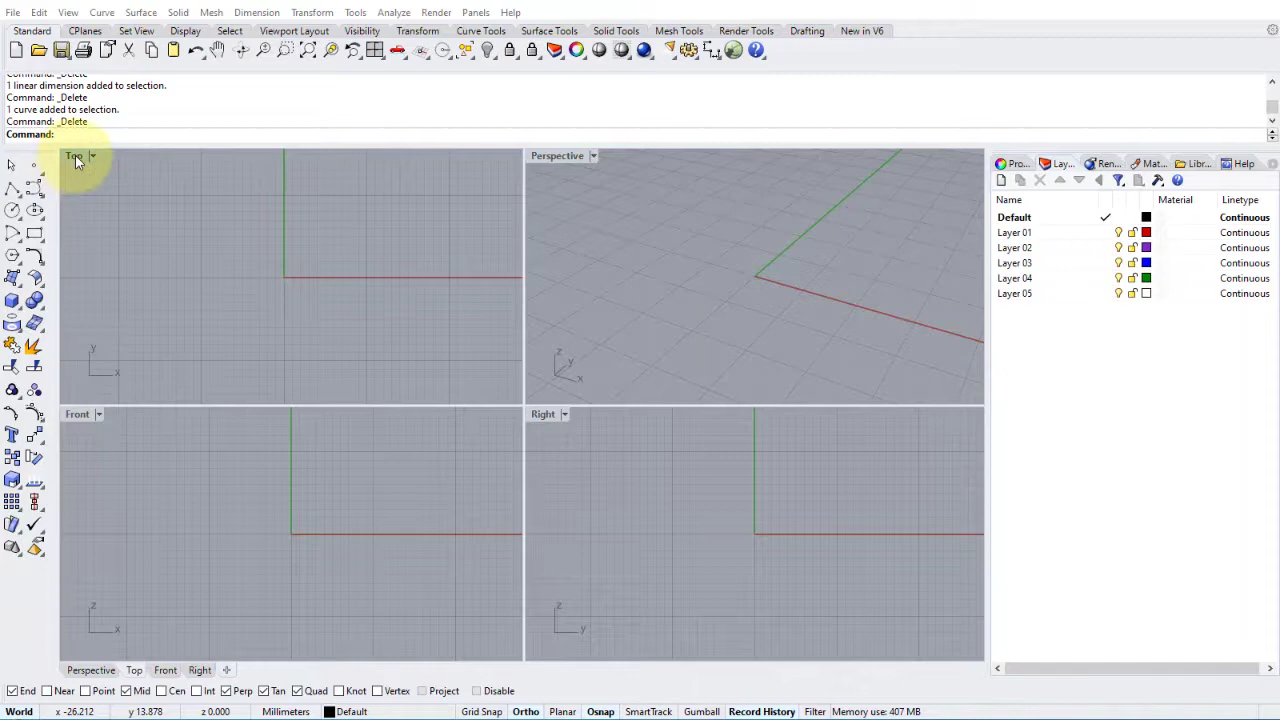 File Edit View Curve Surface Solid Mesh Dimension Transform Tools Analyze Render Panels Help
Standard CPlanes Set View Display Select Viewport Layout Visibility Transform Curve Tools Surface Tools Solid Tools Mesh Tools Render Tools Drafting New in V6
Command: _Delete
1 linear dimension added to selection.
Command: _Delete
1 curve added to selection.
Command: _Delete
Command:
Top Perspective
Pro... Lay... Ren... Mat... Libr... Help
Name Material Linetype
Default Continuous
Layer 01 Continuous
Layer 02 Continuous
Layer 03 Continuous
Layer 04 Continuous
Layer 05 Continuous
y
x
z
y
x
Front Right
z
x
z
y
Perspective Top Front Right
End Near Point Mid Cen Int Perp Tan Quad Knot Vertex Project Disable
World x -26.212 y 13.878 z 0.000 Millimeters Default Grid Snap Ortho Planar Osnap SmartTrack Gumball Record History Filter Memory use: 407 MB